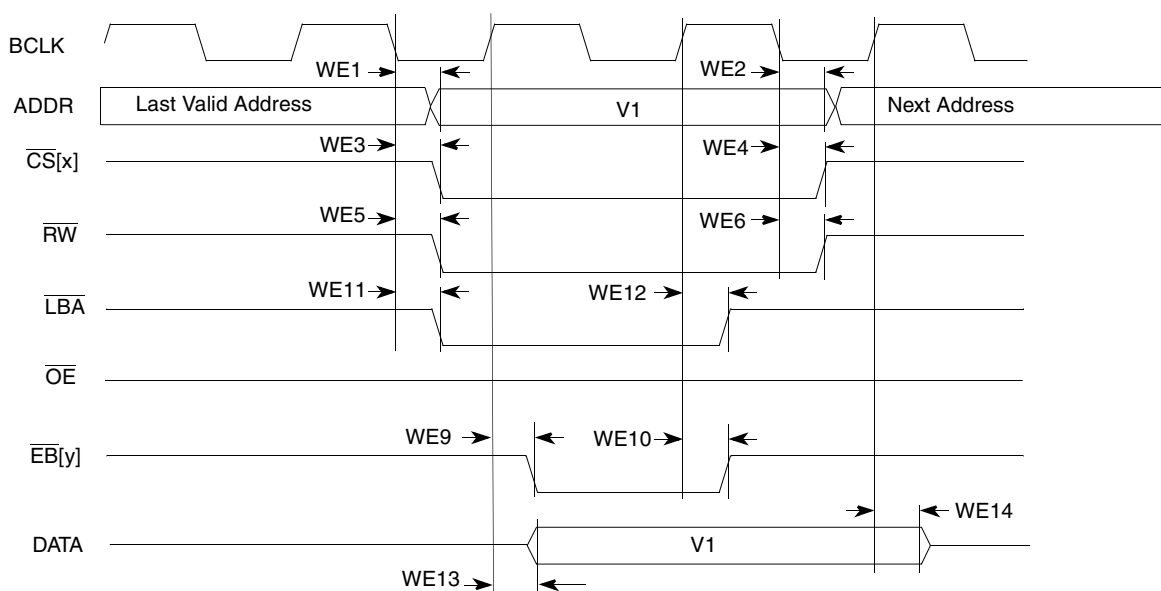 BCLK
WE1
WE2
ADDR
Last Valid Address
V1
Next Address
WE3
WE4
CS[x]
WE5
WE6
RW
WE11
WE12
LBA
OE
WE9
WE10
EB[y]
WE14
DATA
V1
WE13